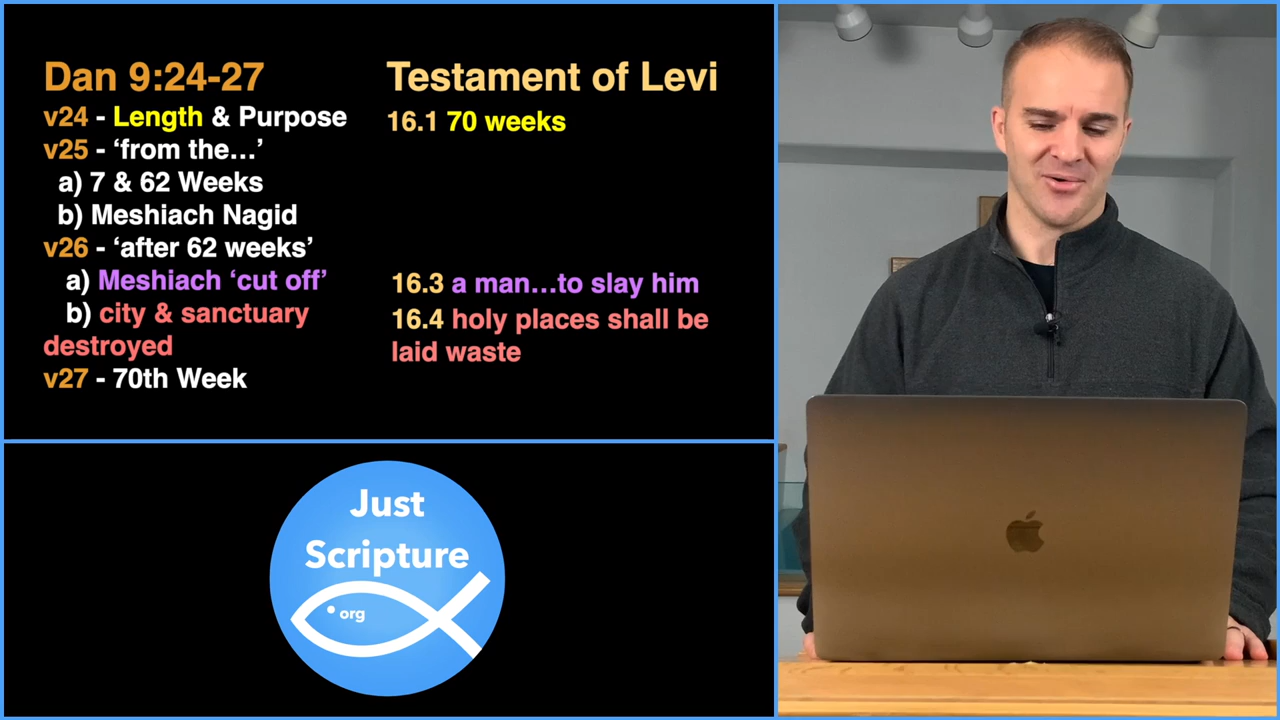 Dan 9:24-27
v24 - Length & Purpose
v25 - ‘from the...’
a) 7 & 62 Weeks
b) Meshiach Nagid
v26 - ‘after 62 weeks’
a) Meshiach ‘cut off’
b) city & sanctuary
destroyed
v27 - 70th Week
Testament of Levi
16.1 70 weeks
16.3 a man...to slay him
16.4 holy places shall be
laid waste
Just
Scripture
org